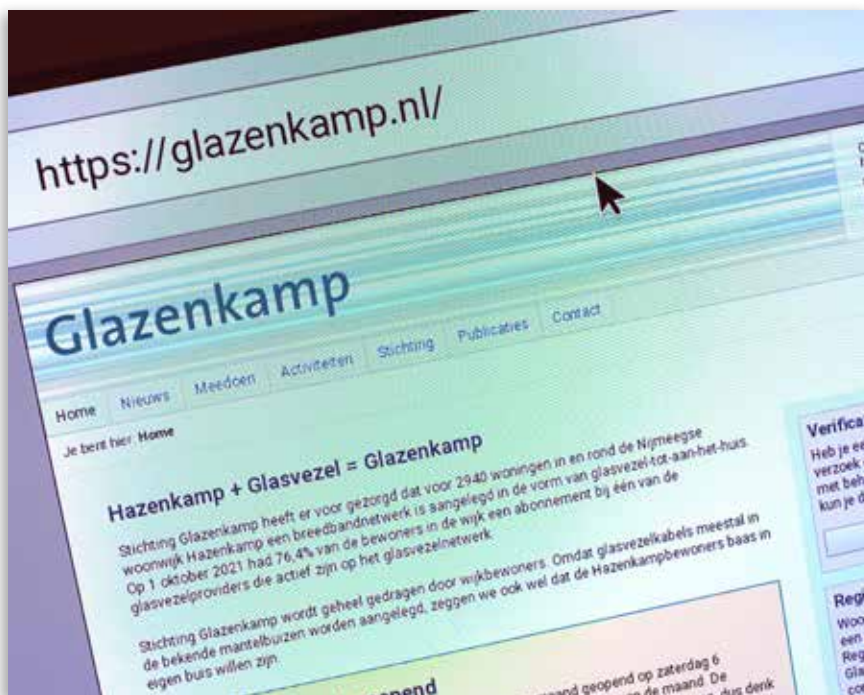 https://glazenkamp.nl/
Glazenkamp
Home Nieuws Meedoen Activiteiten Stichting Publicaties Contact
Je bent hier: Home
Hazenkamp + Glasvezel = Glazenkamp
Stichting Glazenkamp heeft er voor gezorgd dat voor 2940 woningen in en rond de Nijmeegse
woonwijk Hazenkamp een breedbandnetwerk is aangelegd in de vorm van glasvezel-tot-aan-het-huis.
Op 1 oktober 2021 had 76,4% van de bewoners in de wijk een abonnement bij één van de
glasvezelproviders die actief zijn op het glasvezelnetwerk.
Stichting Glazenkamp wordt geheel gedragen door wijkbewoners. Omdat glasvezelkabels meestal in
de bekende mantelbuizen worden aangelegd, zeggen we ook wel dat de Hazenkampbewoners baas in
eigen buis willen zijn.
pend
and geopend op zaterdag 6
de maand. De
dus denk
Verifica
Heb je ee
verzoek
met beh
kun je d
Regi
Woo
een
Reg
Gla